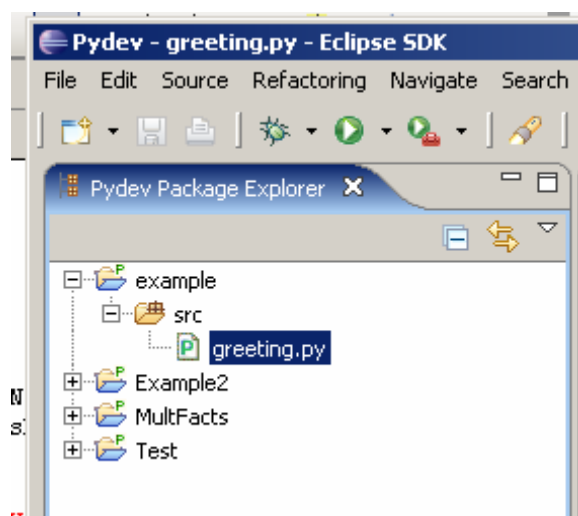 Pydev - greeting.py - Eclipse SDK
File Edit Source Refactoring Navigate Search
Pydev Package Explorer
example
src
greeting.py
Example2
MultFacts
Test